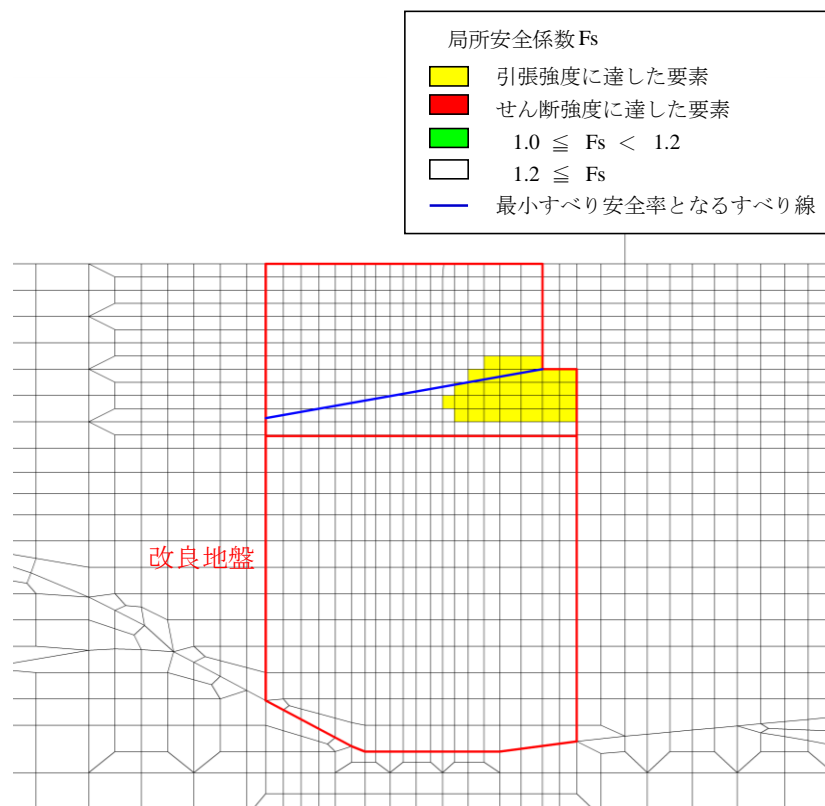 局所安全係数 Fs
引張強度に達した要素
せん断強度に達した要素
1.0 ≦ Fs < 1.2
1.2 ≦ Fs
最小すべり安全率となるすべり線
改良地盤